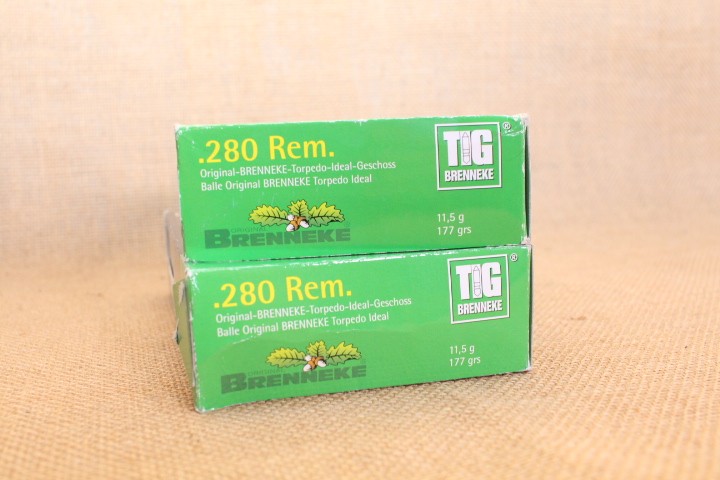 .280 Rem.
Original-BRENNEKE-Torpedo-Ideal-Geschoss
Balle Original BRENNEKE Torpedo Ideal
TIG®
BRENNEKE
BRENNEKE
11,5 g
177 grs
.280 Rem.
Original-BRENNEKE-Torpedo-Ideal-Geschoss
Balle Original BRENNEKE Torpedo Ideal
TIG®
BRENNEKE
BRENNEKE
11,5 g
177 grs